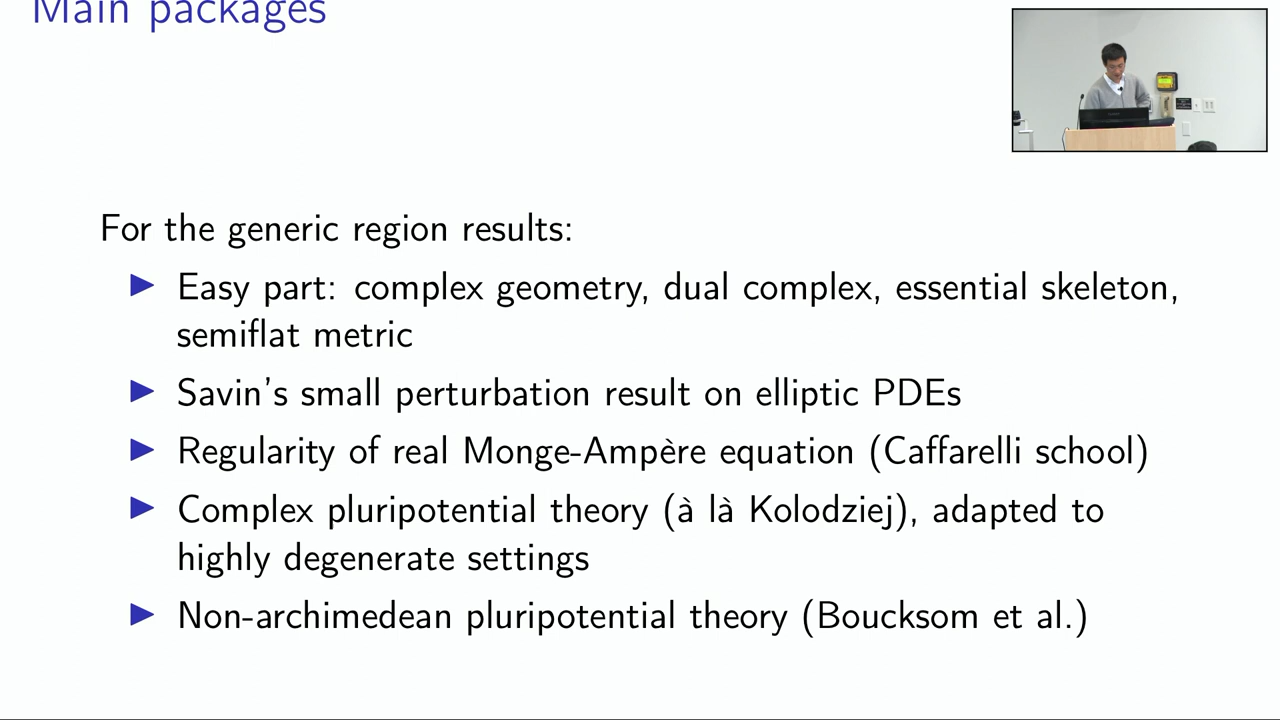 Main packages
For the generic region results:
▶ Easy part: complex geometry, dual complex, essential skeleton,
semiflat metric
▶ Savin's small perturbation result on elliptic PDEs
▶ Regularity of real Monge-Ampère equation (Caffarelli school)
▶ Complex pluripotential theory (à là Kolodziej), adapted to
highly degenerate settings
▶ Non-archimedean pluripotential theory (Boucksom et al.)